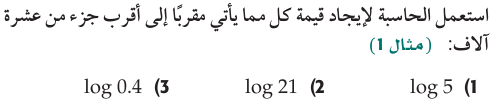 استعمل الحاسبة لإيجاد قيمة كل مما يأتي مقربًا إلى أقرب جزء من عشرة
آلاف: (مثال 1)
1) log 5 2) log 21 3) log 0.4